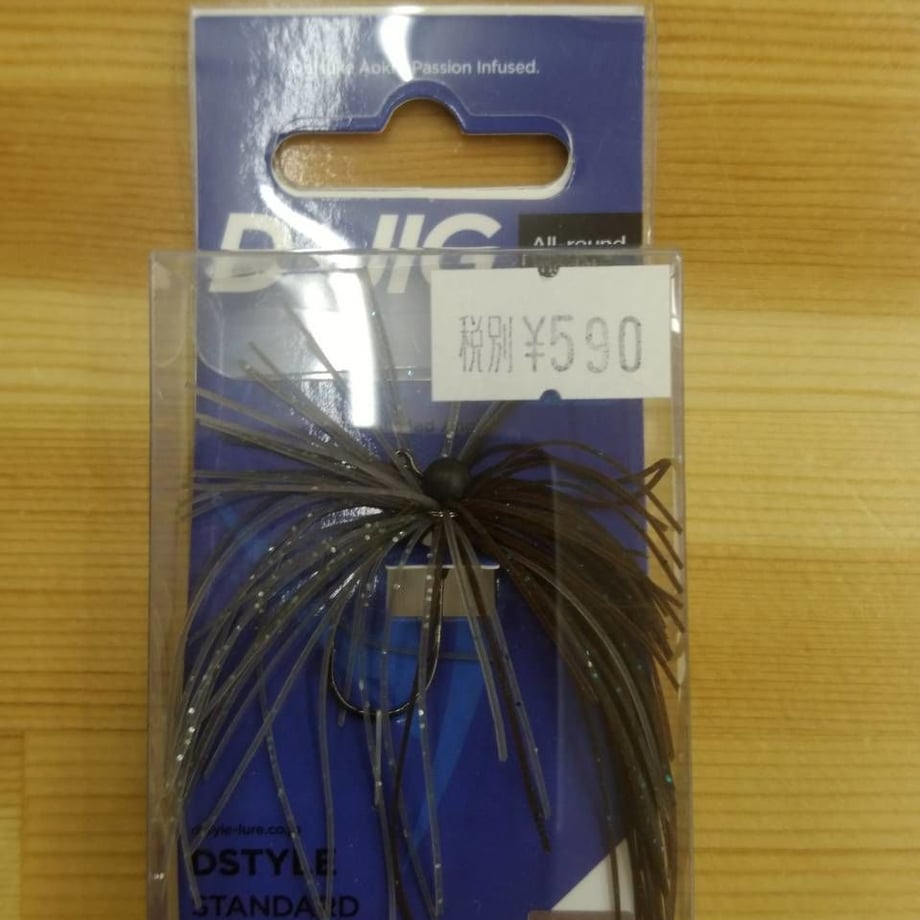 Daisuke Aoki Passion Infused.
D-JIG
All-round
税別¥590
dstyle-lure.co.jp
DSTYLE
STANDARD